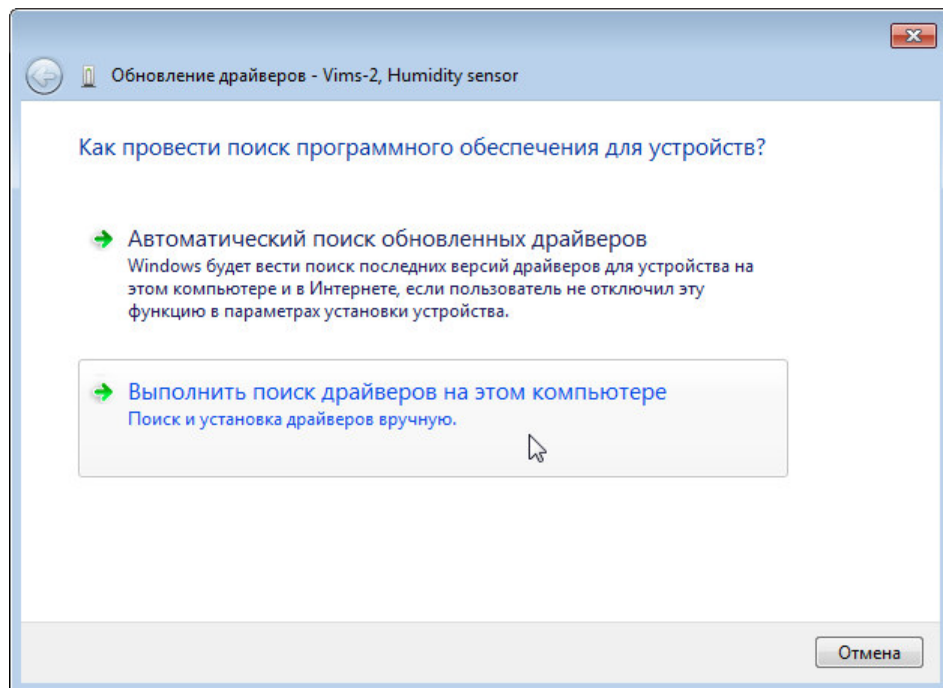 Обновление драйверов - Vims-2, Humidity sensor
Как провести поиск программного обеспечения для устройств?
Автоматический поиск обновленных драйверов
Windows будет вести поиск последних версий драйверов для устройства на
этом компьютере и в Интернете, если пользователь не отключил эту
функцию в параметрах установки устройства.
Выполнить поиск драйверов на этом компьютере
Поиск и установка драйверов вручную.
Отмена